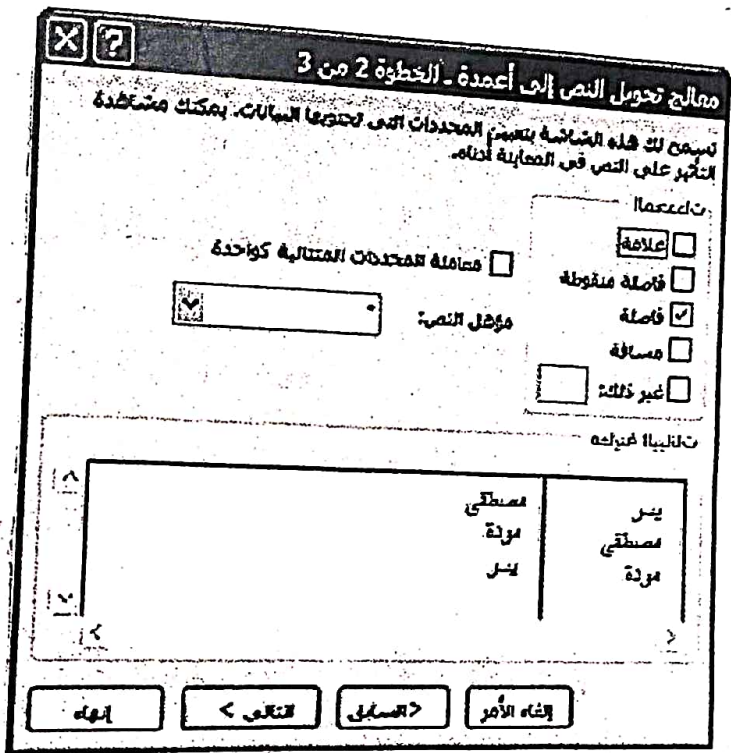 معالج تحويل النص إلى أعمدة - الخطوة 2 من 3
تسمح لك هذه الشاشة بتعيين المحددات التي تحتويها البيانات. يمكنك مشاهدة
التأثير على النص في المعاينة أدناه.
المحددات
علامة
فاصلة منقوطة
فاصلة
مسافة
غير ذلك:
معاملة المحددات المتتالية كواحدة
مؤهل النص: "
معاينة البيانات
يسر مصطفى
مصطفى مودة
مودة يسر
إلغاء الأمر < السابق التالي > إنهاء